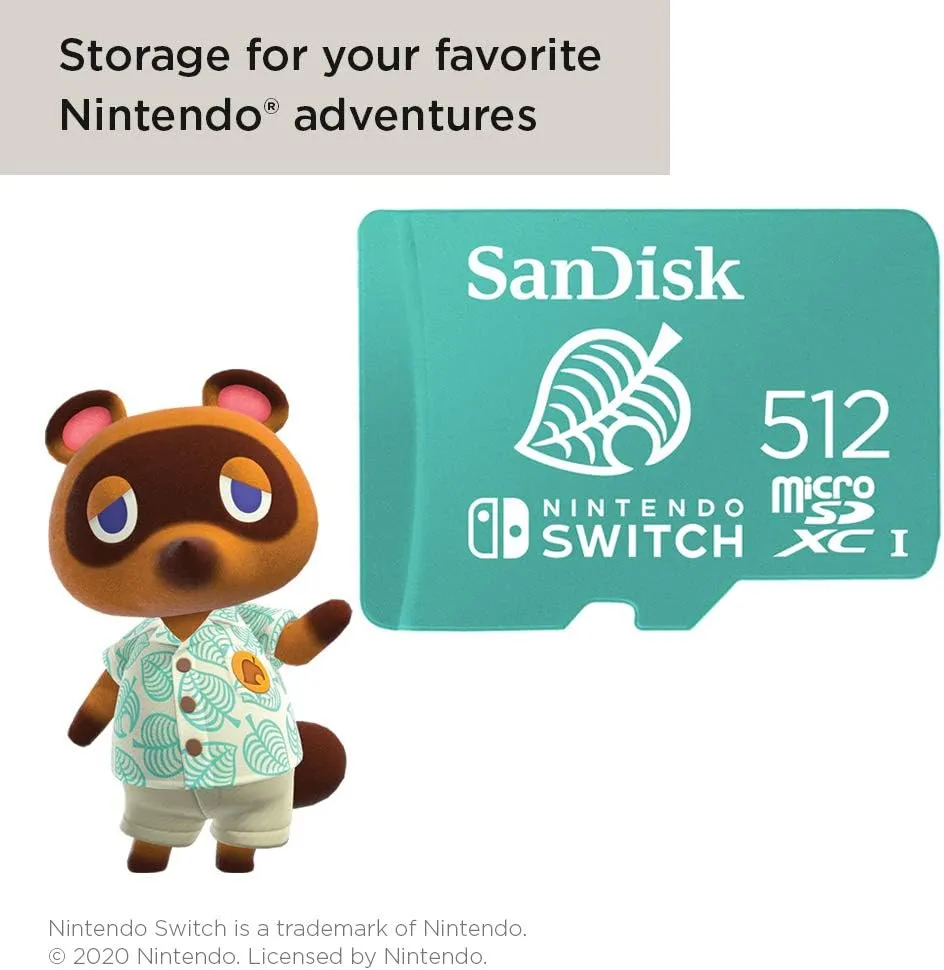 Storage for your favorite
Nintendo® adventures
SanDisk
512
NINTENDO
SWITCH
micro
SD
XC I
Nintendo Switch is a trademark of Nintendo.
© 2020 Nintendo. Licensed by Nintendo.